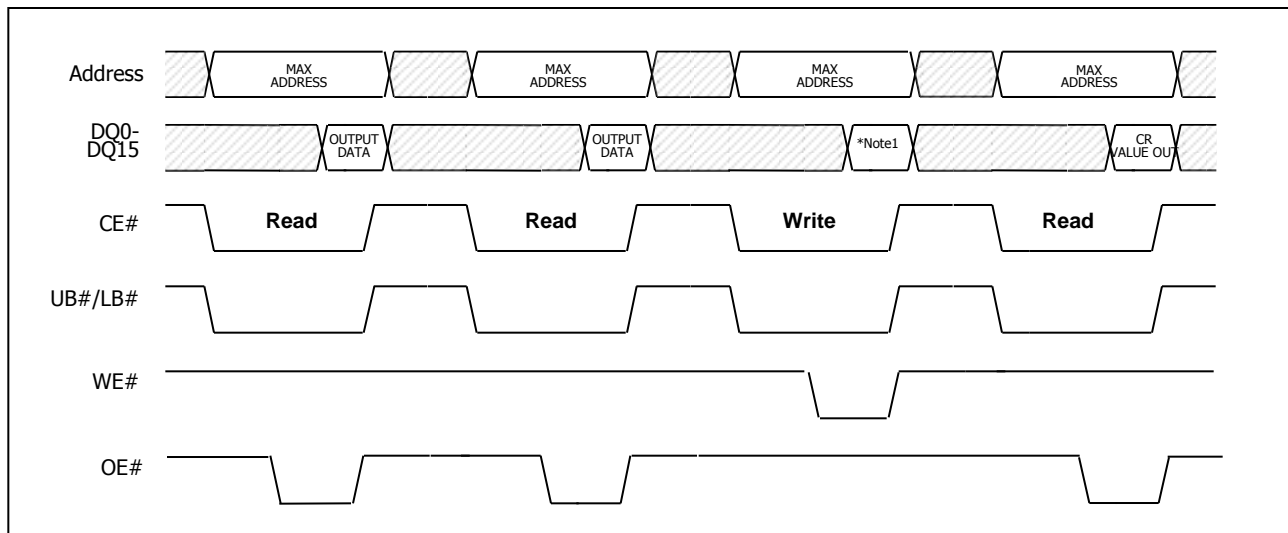 Address
MAX
ADDRESS
MAX
ADDRESS
MAX
ADDRESS
MAX
ADDRESS
DQ0-
DQ15
OUTPUT
DATA
OUTPUT
DATA
*Note1
CR
VALUE OUT
CE#
Read
Read
Write
Read
UB#/LB#
WE#
OE#